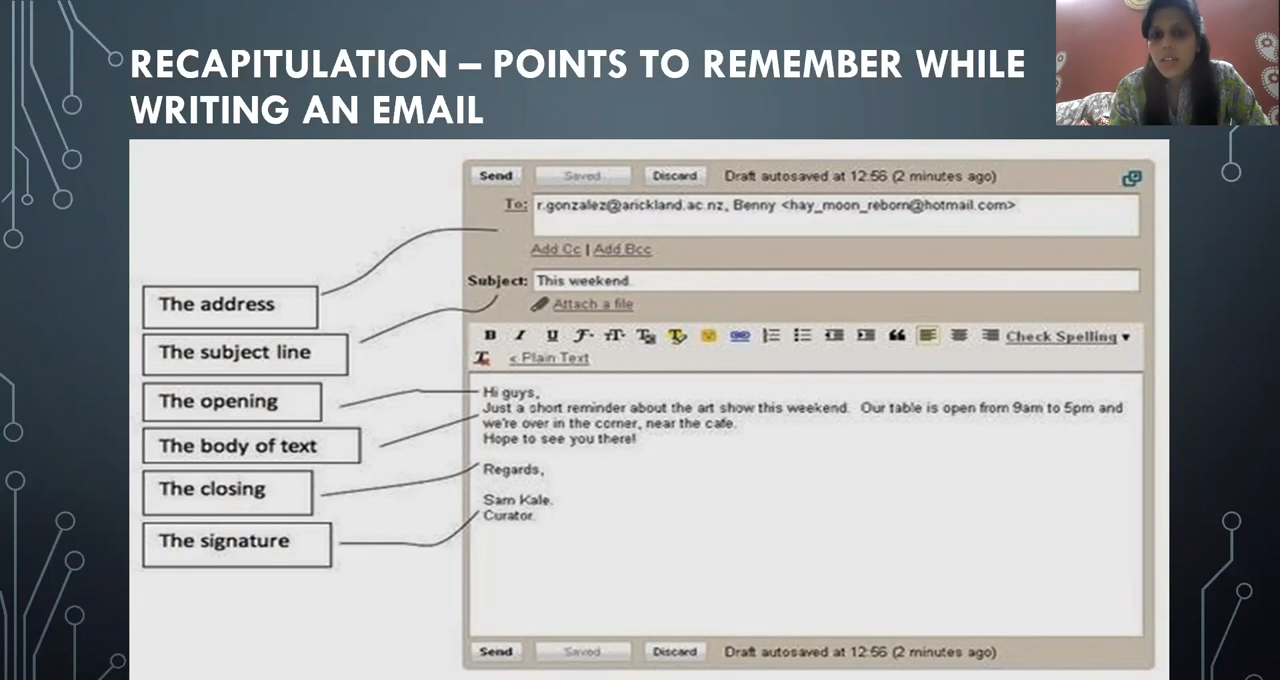 RECAPITULATION – POINTS TO REMEMBER WHILE
WRITING AN EMAIL
Send Saved Discard Draft autosaved at 12:56 (2 minutes ago)
To: r.gonzalez@arickland.ac.nz, Benny <hay_moon_reborn@hotmail.com>
Add Cc | Add Bcc
Subject: This weekend.
Attach a file
B I U Check Spelling ▼
« Plain Text
The address
The subject line
The opening
The body of text
The closing
The signature
Hi guys,
Just a short reminder about the art show this weekend. Our table is open from 9am to 5pm and
we're over in the corner, near the cafe.
Hope to see you there!
Regards,
Sam Kale.
Curator.
Send Saved Discard Draft autosaved at 12:56 (2 minutes ago)